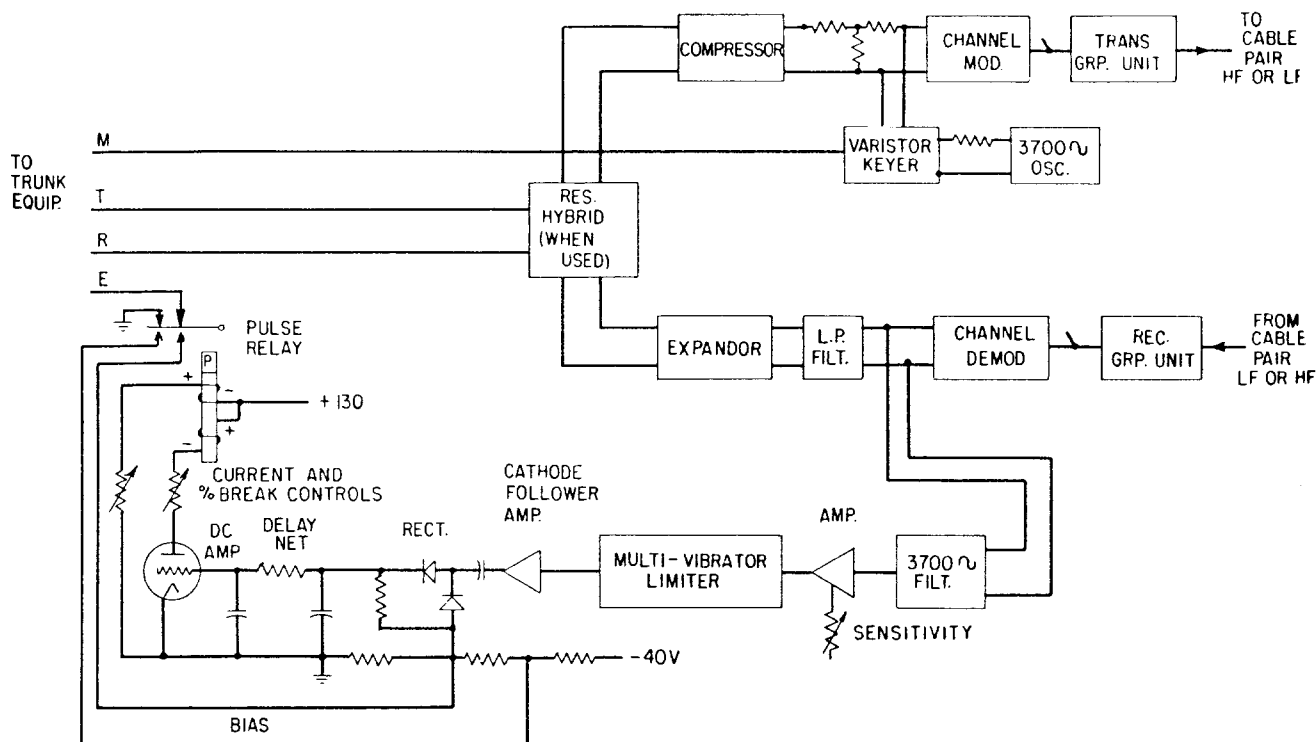 COMPRESSOR
CHANNEL
MOD.
TRANS
GRP. UNIT
TO
CABLE
PAIR
HF OR LF
M
TO
TRUNK
EQUIP.
T
R
E
VARISTOR
KEYER
3700~
OSC.
RES.
HYBRID
(WHEN
USED)
PULSE
RELAY
P
+
-
+130
+
-
EXPANDOR
L.P.
FILT.
CHANNEL
DEMOD
REC.
GRP. UNIT
FROM
CABLE
PAIR
LF OR HF
CURRENT AND
% BREAK CONTROLS
DC
AMP
DELAY
NET
RECT.
CATHODE
FOLLOWER
AMP.
MULTI-VIBRATOR
LIMITER
AMP.
3700~
FILT.
SENSITIVITY
-40V
BIAS